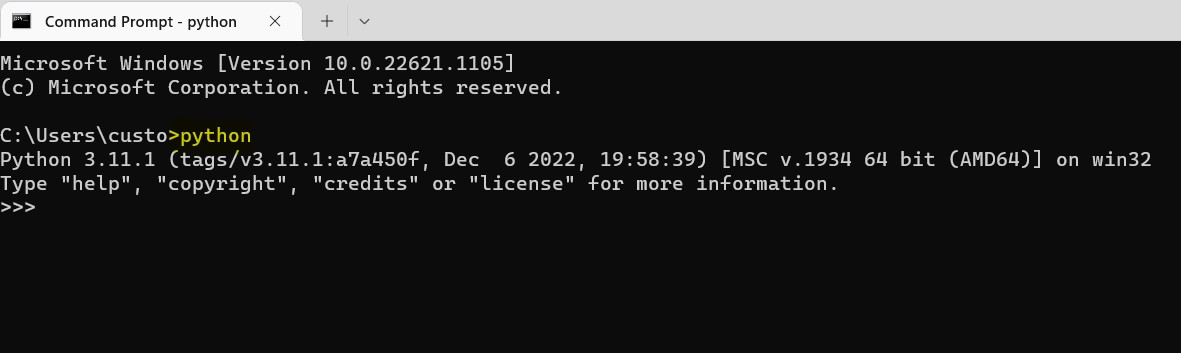 Command Prompt - python
Microsoft Windows [Version 10.0.22621.1105]
(c) Microsoft Corporation. All rights reserved.
C:\Users\custo>python
Python 3.11.1 (tags/v3.11.1:a7a450f, Dec  6 2022, 19:58:39) [MSC v.1934 64 bit (AMD64)] on win32
Type "help", "copyright", "credits" or "license" for more information.
>>>